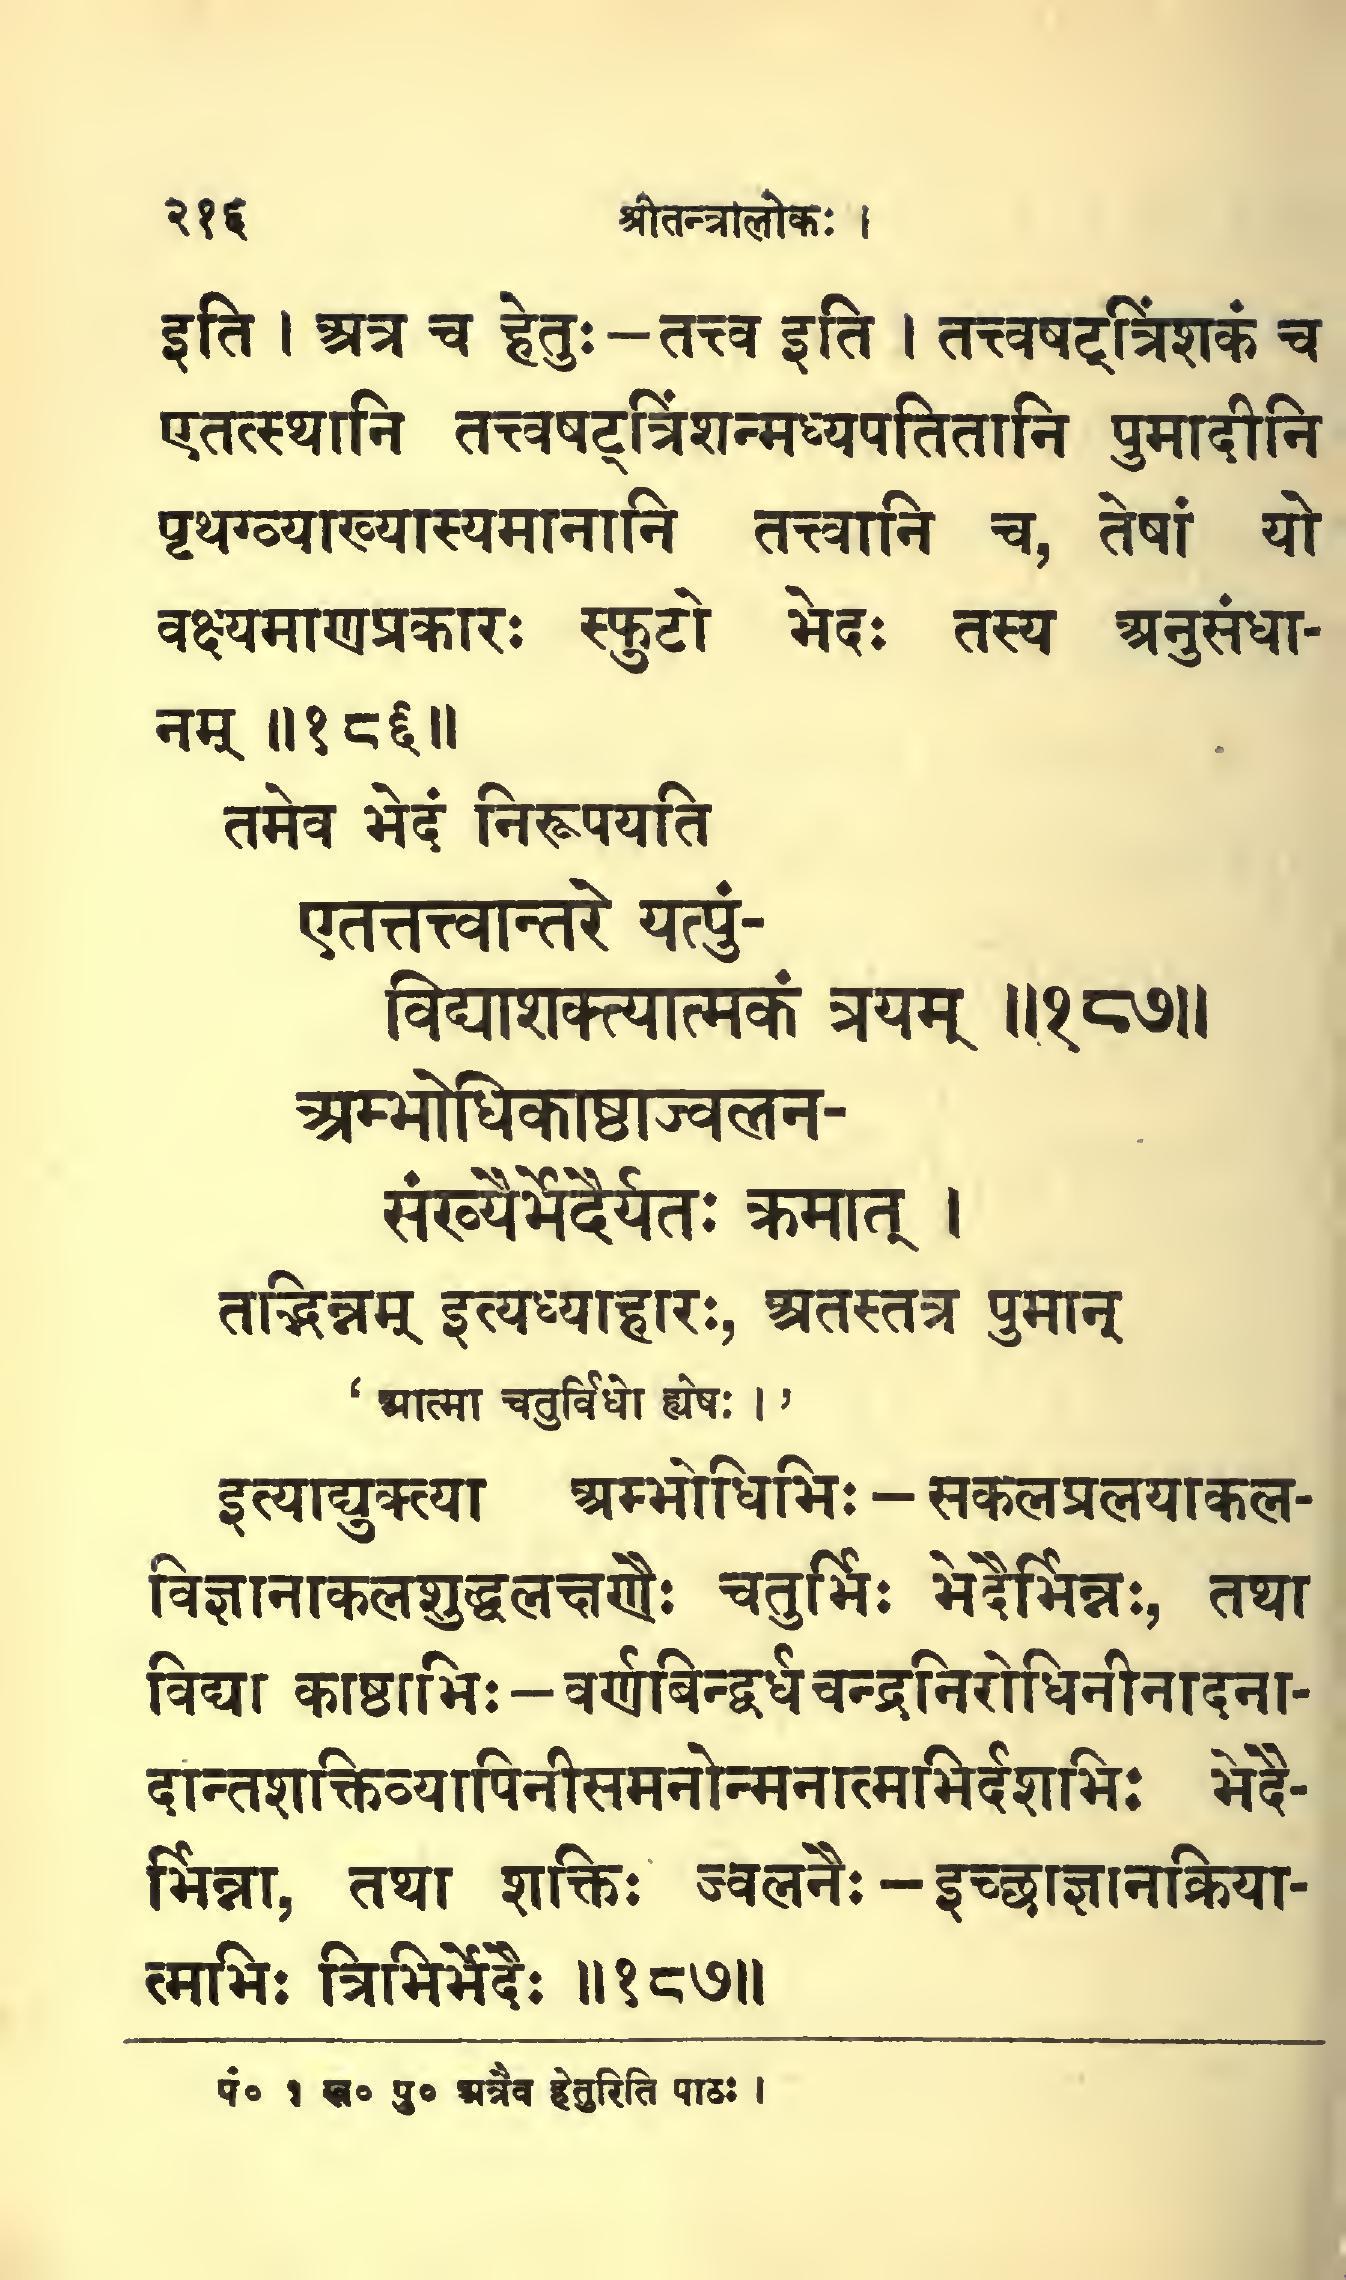 २१६ श्रीतन्त्रालोकः ।
इति । अत्र च हेतुः—तत्त्व इति । तत्त्वषट्त्रिंशकं च
एतत्स्थानि तत्त्वषट्त्रिंशन्मध्यपतितानि पुमादीनि
पृथग्व्याख्यास्यमानानि तत्त्वानि च, तेषां यो
वक्ष्यमाणप्रकारः स्फुटो भेदः तस्य अनुसंधा-
नम् ॥१८६॥
तमेव भेदं निरूपयति
एतत्तत्त्वान्तरे यत्पुं-
विद्याशक्त्यात्मकं त्रयम् ॥१८७॥
अम्भोधिकाष्ठाज्वलन-
संख्यैर्भेदैर्यतः क्रमात् ।
तद्भिन्नम् इत्यध्याहारः, अतस्तत्र पुमान्
‘ आत्मा चतुर्विधो ह्येषः । ’
इत्याद्युक्त्या अम्भोधिभिः—सकलप्रलयाकल-
विज्ञानाकलशुद्धलक्षणैः चतुर्भिः भेदैर्भिन्नः, तथा
विद्या काष्ठाभिः—वर्णबिन्द्वर्धचन्द्रनिरोधिनीनादना-
दान्तशक्तिव्यापिनीसमनोन्मनात्मभिर्दशभिः भेदै-
र्भिन्ना, तथा शक्तिः ज्वलनैः—इच्छाज्ञानक्रिया-
त्मभिः त्रिभिर्भेदैः ॥१८७॥
पं० १ पु० अत्रैव हेतुरिति पाठः ।